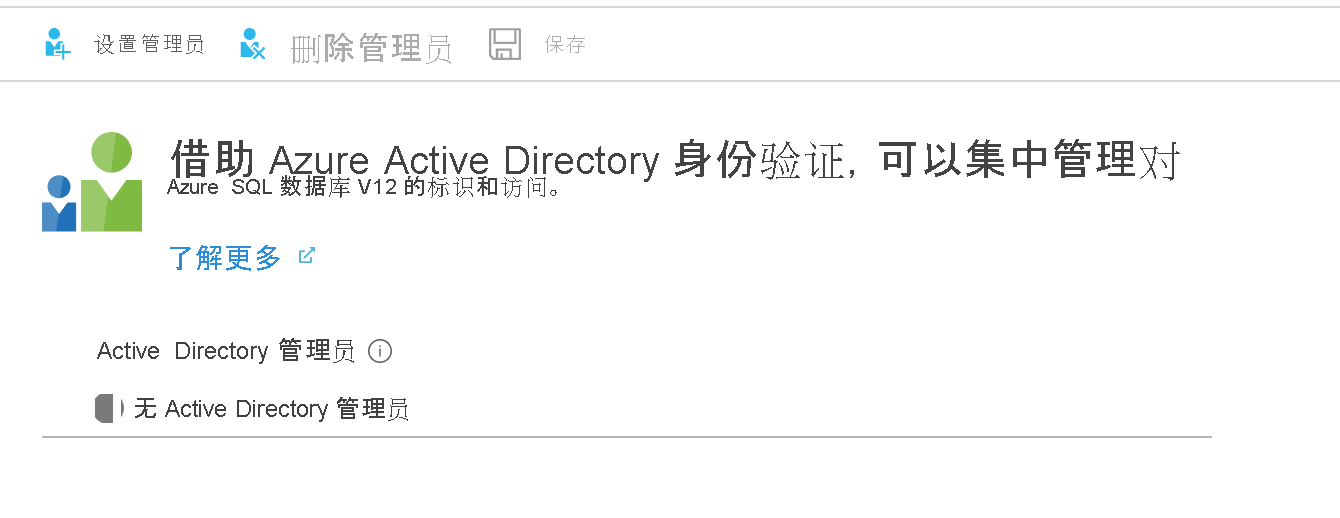 设置管理员 删除管理员 保存
借助 Azure Active Directory 身份验证, 可以集中管理对
Azure SQL 数据库 V12 的标识和访问。
了解更多
Active Directory 管理员
无 Active Directory 管理员